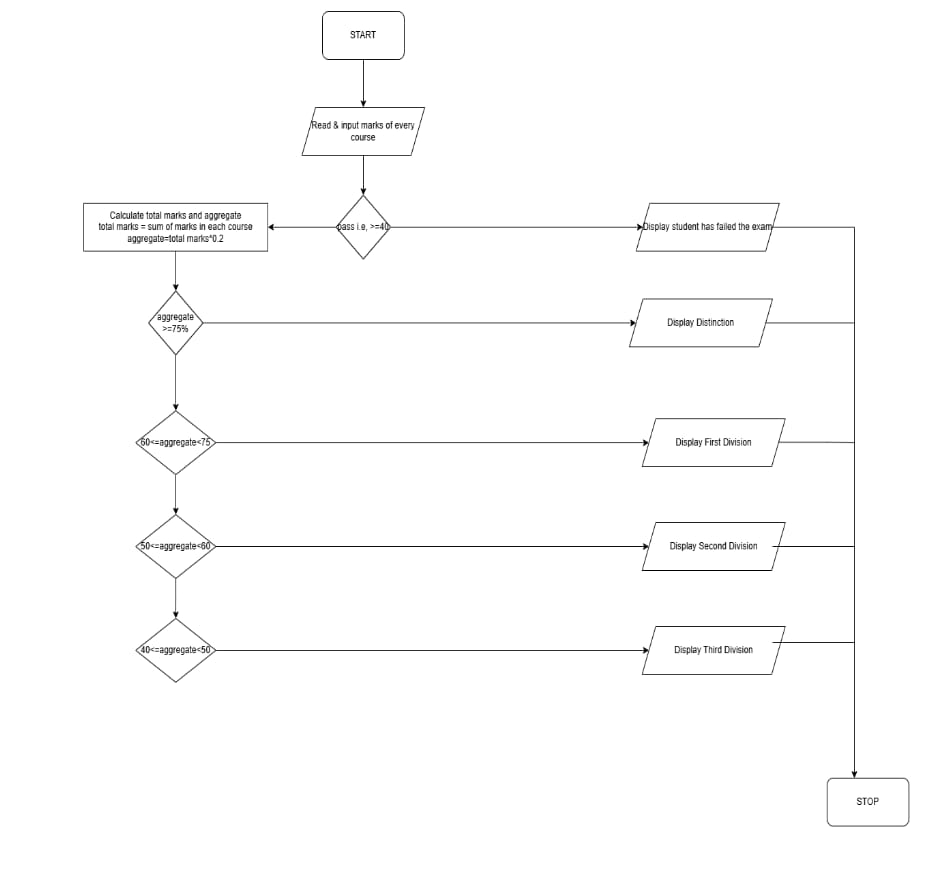 START
Read & input marks of every
course
Calculate total marks and aggregate
total marks = sum of marks in each course
aggregate=total marks*0.2
pass i.e, >=40
Display student has failed the exam
aggregate
>=75%
Display Distinction
60<=aggregate<75
Display First Division
50<=aggregate<60
Display Second Division
40<=aggregate<50
Display Third Division
STOP